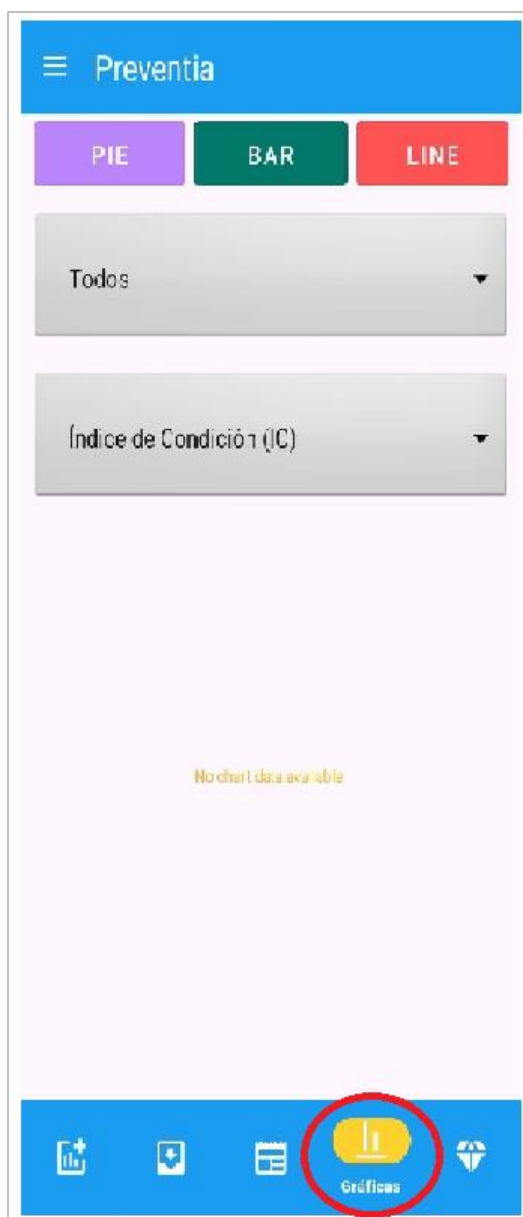 Preventia
PIE BAR LINE
Todos
Índice de Condición (IC)
No chart data available
Gráficas